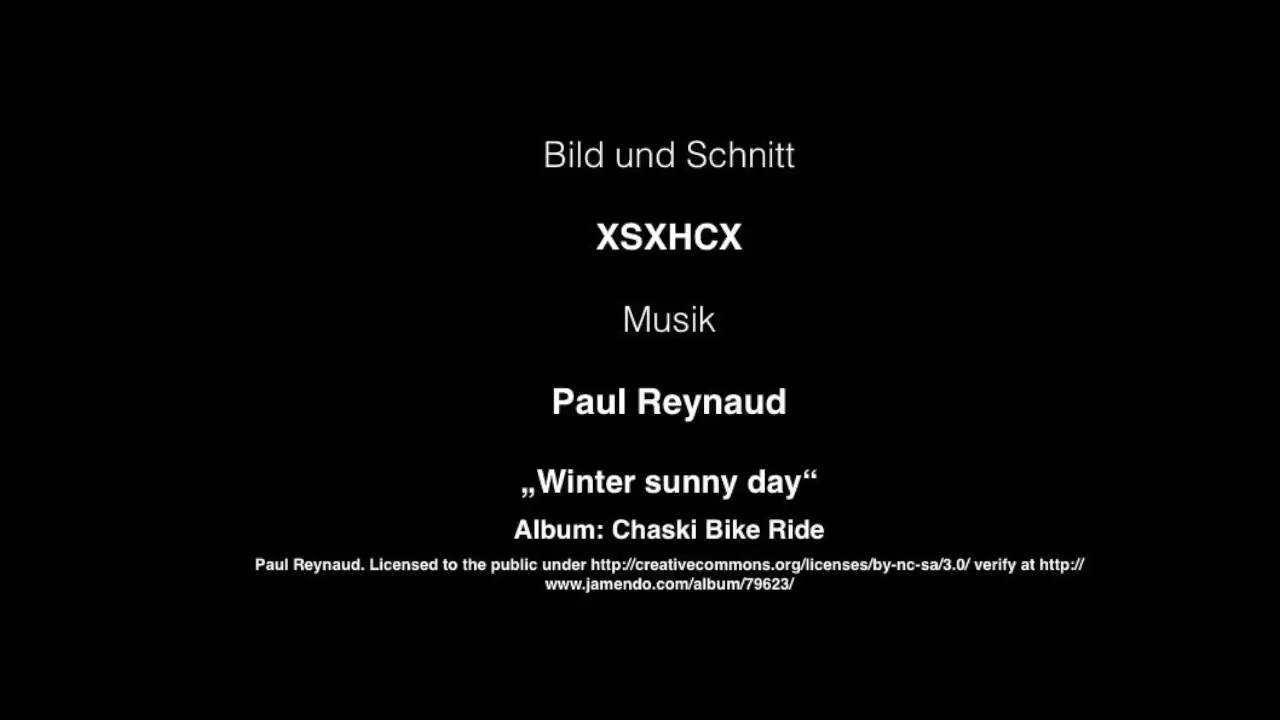 Bild und Schnitt
XSXHCX
Musik
Paul Reynaud
„Winter sunny day“
Album: Chaski Bike Ride
Paul Reynaud. Licensed to the public under http://creativecommons.org/licenses/by-nc-sa/3.0/ verify at http://
www.jamendo.com/album/79623/